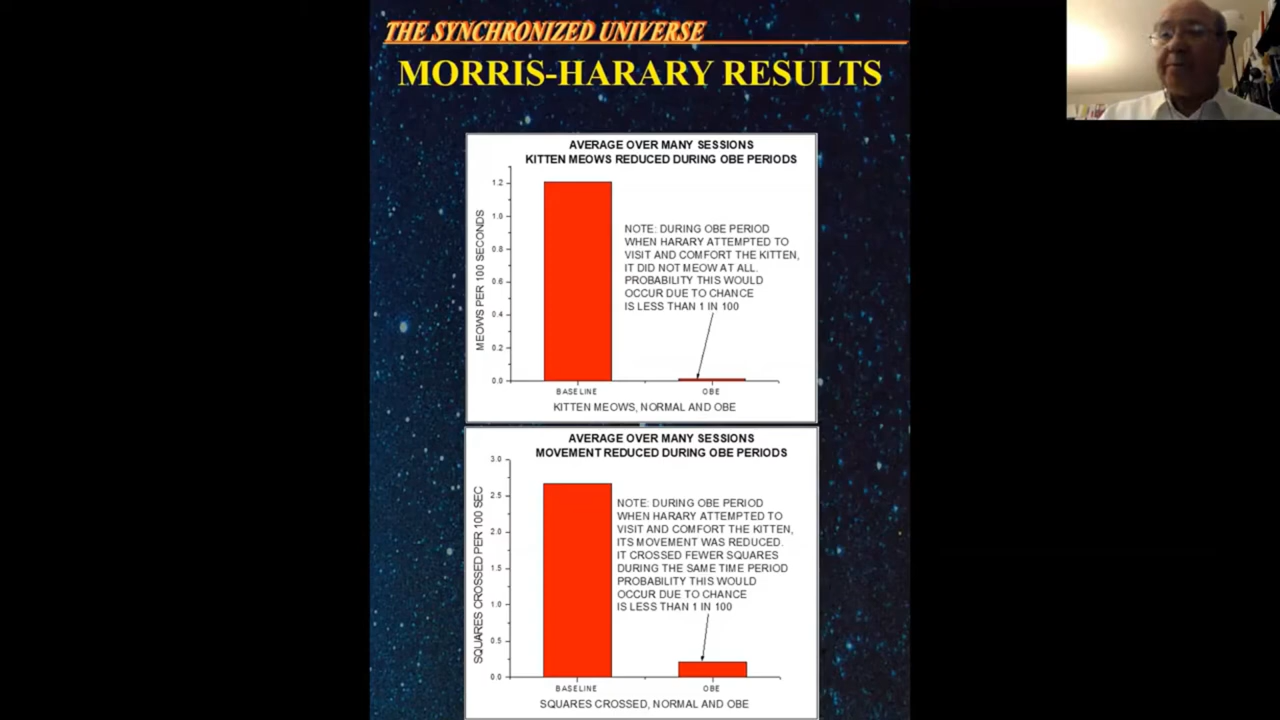 THE SYNCHRONIZED UNIVERSE
MORRIS-HARARY RESULTS
AVERAGE OVER MANY SESSIONS
KITTEN MEOWS REDUCED DURING OBE PERIODS
MEOWS PER 100 SECONDS
1.2
1.0
0.8
0.6
0.4
0.2
0.0
NOTE: DURING OBE PERIOD
WHEN HARARY ATTEMPTED TO
VISIT AND COMFORT THE KITTEN,
IT DID NOT MEOW AT ALL.
PROBABILITY THIS WOULD
OCCUR DUE TO CHANCE
IS LESS THAN 1 IN 100
BASELINE OBE
KITTEN MEOWS, NORMAL AND OBE
AVERAGE OVER MANY SESSIONS
MOVEMENT REDUCED DURING OBE PERIODS
SQUARES CROSSED PER 100 SEC
3.0
2.5
2.0
1.5
1.0
0.5
0.0
NOTE: DURING OBE PERIOD
WHEN HARARY ATTEMPTED TO
VISIT AND COMFORT THE KITTEN,
ITS MOVEMENT WAS REDUCED.
IT CROSSED FEWER SQUARES
DURING THE SAME TIME PERIOD
PROBABILITY THIS WOULD
OCCUR DUE TO CHANCE
IS LESS THAN 1 IN 100
BASELINE OBE
SQUARES CROSSED, NORMAL AND OBE